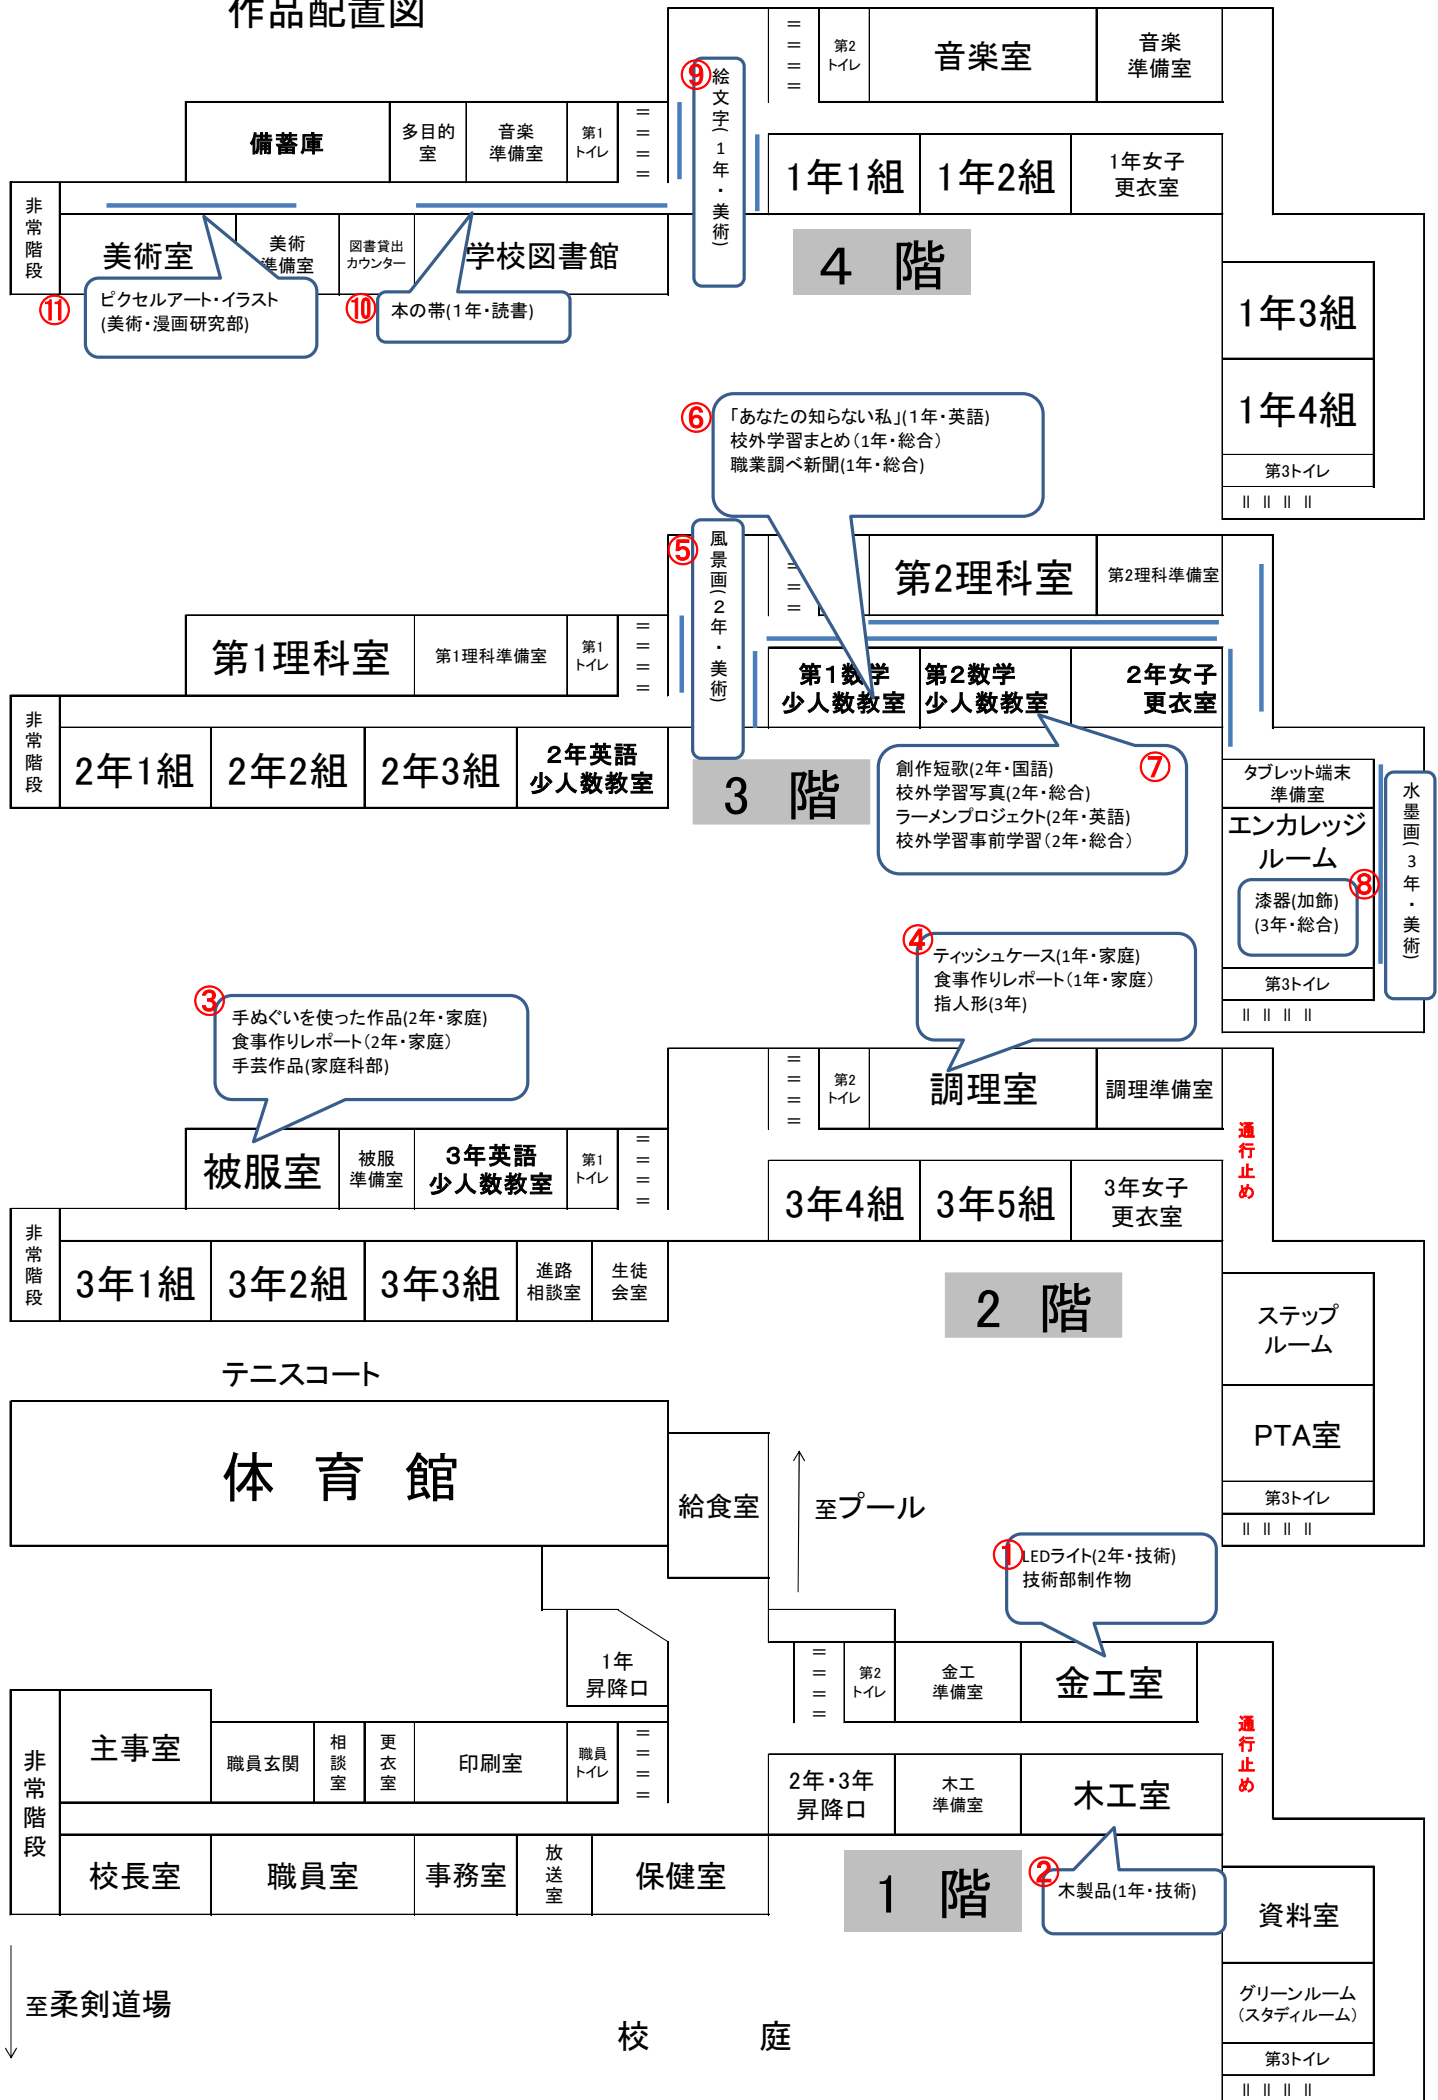 作品配置図
⑨
絵文字(1年・美術)
第2
トイレ
音楽室
音楽
準備室
備蓄庫
多目的
室
音楽
準備室
第1
トイレ
1年1組
1年2組
1年女子
更衣室
非常階段
美術室
美術
準備室
図書貸出
カウンター
学校図書館
4 階
⑪
ピクセルアート・イラスト
(美術・漫画研究部)
⑩
本の帯(1年・読書)
1年3組
1年4組
第3トイレ
⑥
「あなたの知らない私」(1年・英語)
校外学習まとめ(1年・総合)
職業調べ新聞(1年・総合)
⑤
風景画(2年・美術)
第2理科室
第2理科準備室
第1理科室
第1理科準備室
第1
トイレ
第1数学
少人数教室
第2数学
少人数教室
2年女子
更衣室
非常階段
2年1組
2年2組
2年3組
2年英語
少人数教室
3 階
⑦
創作短歌(2年・国語)
校外学習写真(2年・総合)
ラーメンプロジェクト(2年・英語)
校外学習事前学習(2年・総合)
タブレット端末
準備室
エンカレッジ
ルーム
⑧
漆器(加飾)
(3年・総合)
水墨画(3年・美術)
第3トイレ
④
ティッシュケース(1年・家庭)
食事作りレポート(1年・家庭)
指人形(3年)
③
手ぬぐいを使った作品(2年・家庭)
食事作りレポート(2年・家庭)
手芸作品(家庭科部)
第2
トイレ
調理室
調理準備室
通行止め
被服室
被服
準備室
3年英語
少人数教室
第1
トイレ
3年4組
3年5組
3年女子
更衣室
非常階段
3年1組
3年2組
3年3組
進路
相談室
生徒
会室
2 階
ステップ
ルーム
PTA室
第3トイレ
テニスコート
体 育 館
給食室
至プール
①
LEDライト(2年・技術)
技術部制作物
1年
昇降口
第2
トイレ
金工
準備室
金工室
通行止め
非常階段
主事室
職員玄関
相談室
更衣室
印刷室
職員
トイレ
2年・3年
昇降口
木工
準備室
木工室
校長室
職員室
事務室
放送室
保健室
1 階
②
木製品(1年・技術)
資料室
グリーンルーム
(スタディルーム)
第3トイレ
至柔剣道場
校 庭